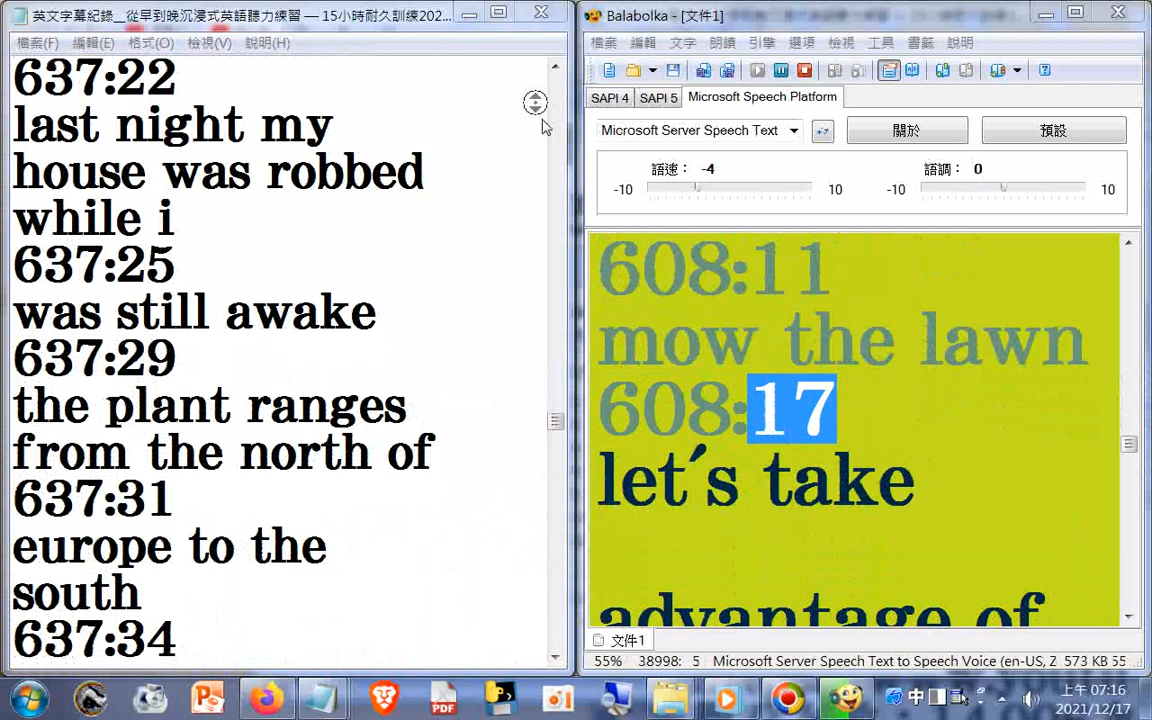 英文字幕紀錄__從早到晚沉浸式英語聽力練習 — 15小時耐久訓練202...
檔案(F) 編輯(E) 格式(O) 檢視(V) 說明(H)
637:22
last night my
house was robbed
while i
637:25
was still awake
637:29
the plant ranges
from the north of
637:31
europe to the
south
637:34
Balabolka - [文件1]
檔案 編輯 文字 朗讀 引擎 選項 檢視 工具 書籤 說明
SAPI 4 SAPI 5 Microsoft Speech Platform
Microsoft Server Speech Text 關於 預設
語速： -4 語調： 0
-10 10 -10 10
608:11
mow the lawn
608:17
let's take
advantage of
文件1
55% 38998: 5 Microsoft Server Speech Text to Speech Voice (en-US, Z 573 KB 55
PDF 中 上午 07:16
2021/12/17